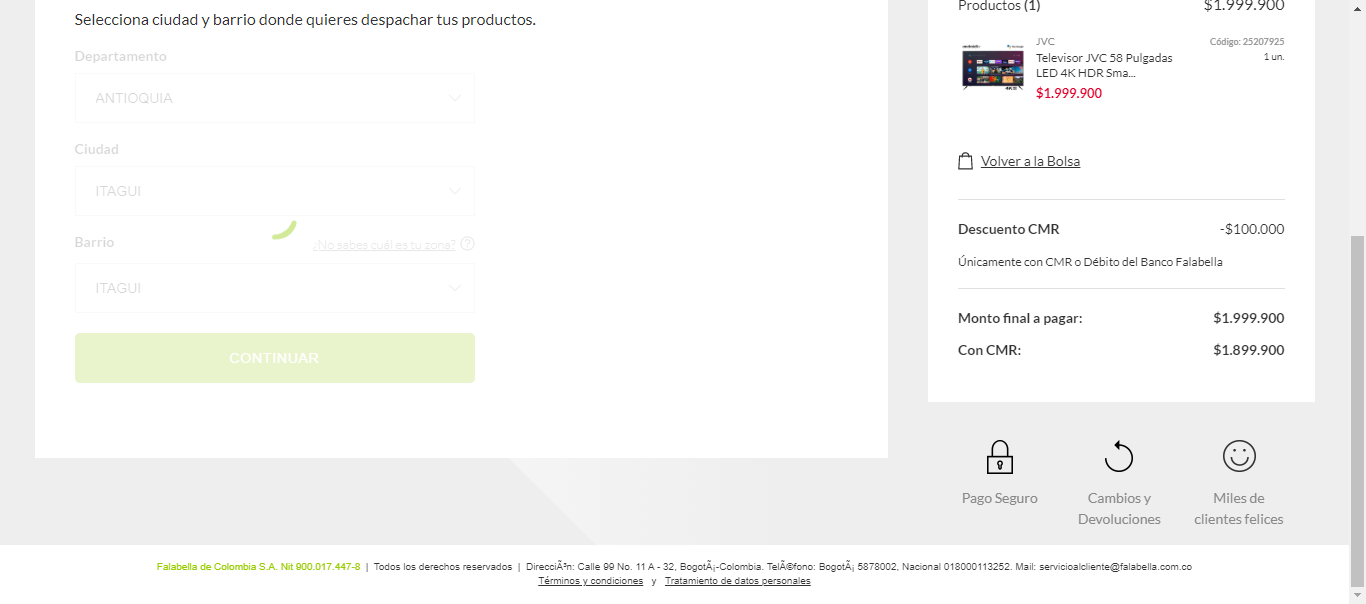 Selecciona ciudad y barrio donde quieres despachar tus productos.
Departamento
ANTIOQUIA
Ciudad
ITAGUI
Barrio
¿No sabes cuál es tu zona? ?
ITAGUI
CONTINUAR
Productos (1) $1.999.900
JVC Código: 25207925
Televisor JVC 58 Pulgadas 1 un.
LED 4K HDR Sma...
$1.999.900
Volver a la Bolsa
Descuento CMR -$100.000
Únicamente con CMR o Débito del Banco Falabella
Monto final a pagar: $1.999.900
Con CMR: $1.899.900
Pago Seguro
Cambios y
Devoluciones
Miles de
clientes felices
Falabella de Colombia S.A. Nit 900.017.447-8 | Todos los derechos reservados | DirecciÃ³n: Calle 99 No. 11 A - 32, BogotÃ¡-Colombia. TelÃ©fono: BogotÃ¡ 5878002, Nacional 018000113252. Mail: servicioalcliente@falabella.com.co
Términos y condiciones y Tratamiento de datos personales